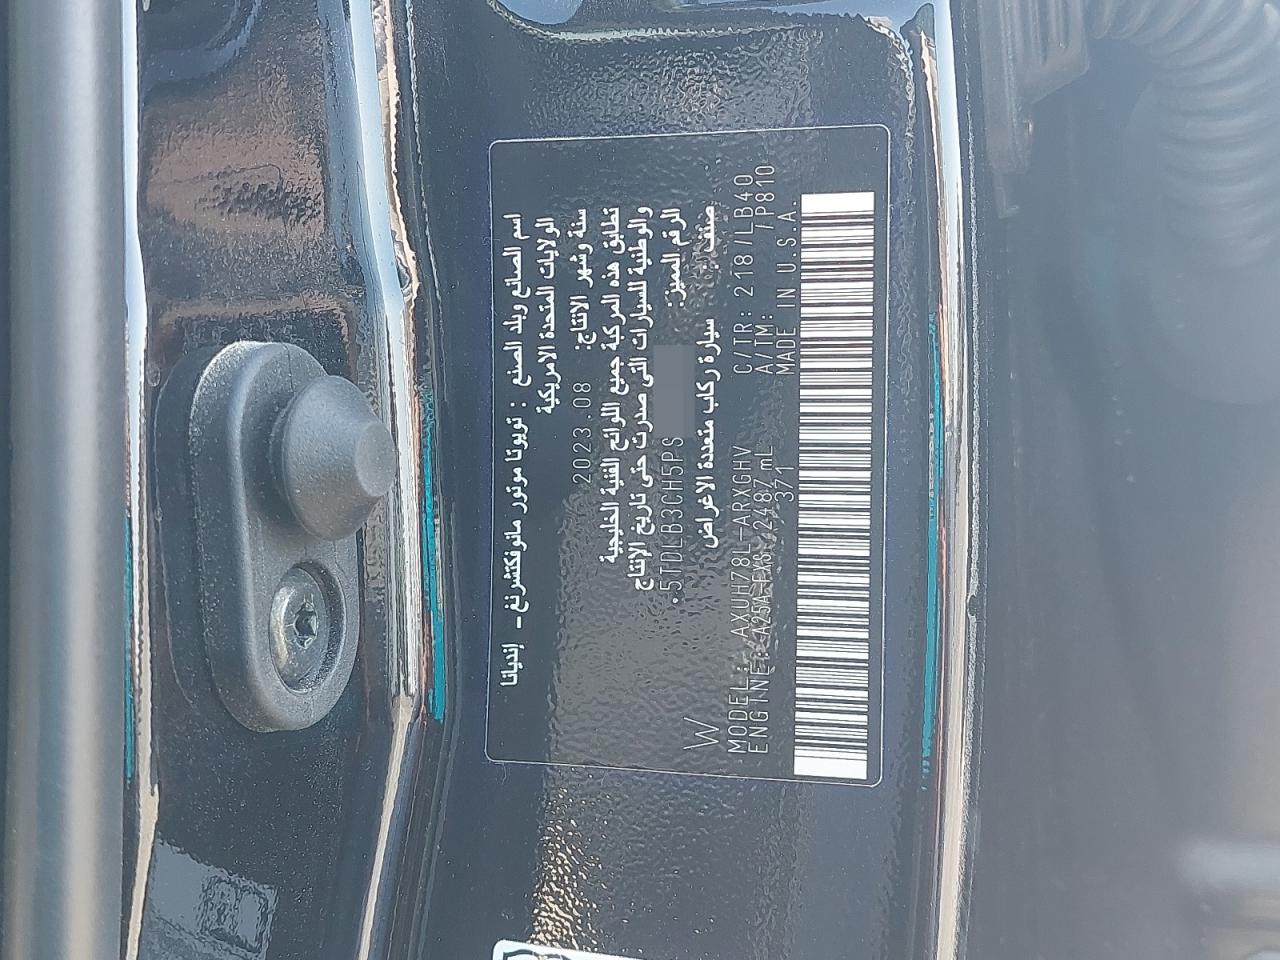 اسم الصانع وبلد الصنع : تويوتا موتور مانوفكتشرنغ - إنديانا
الولايات المتحدة الامريكية
سنة وشهر الانتاج: 2023.08
تطابق هذه المركبة جميع اللوائح الفنية الخليجية
والوطنية للسيارات التي صدرت حتى تاريخ الإنتاج
الرقم المميز: .5TDLB3CH5PS
صنف : سيارة ركاب متعددة الاغراض
W
MODEL: AXUH78L-ARXGHV C/TR: 218/LB40
ENGINE: A25A-FXS 2487 mL A/TM: /P810
371 MADE IN U.S.A.